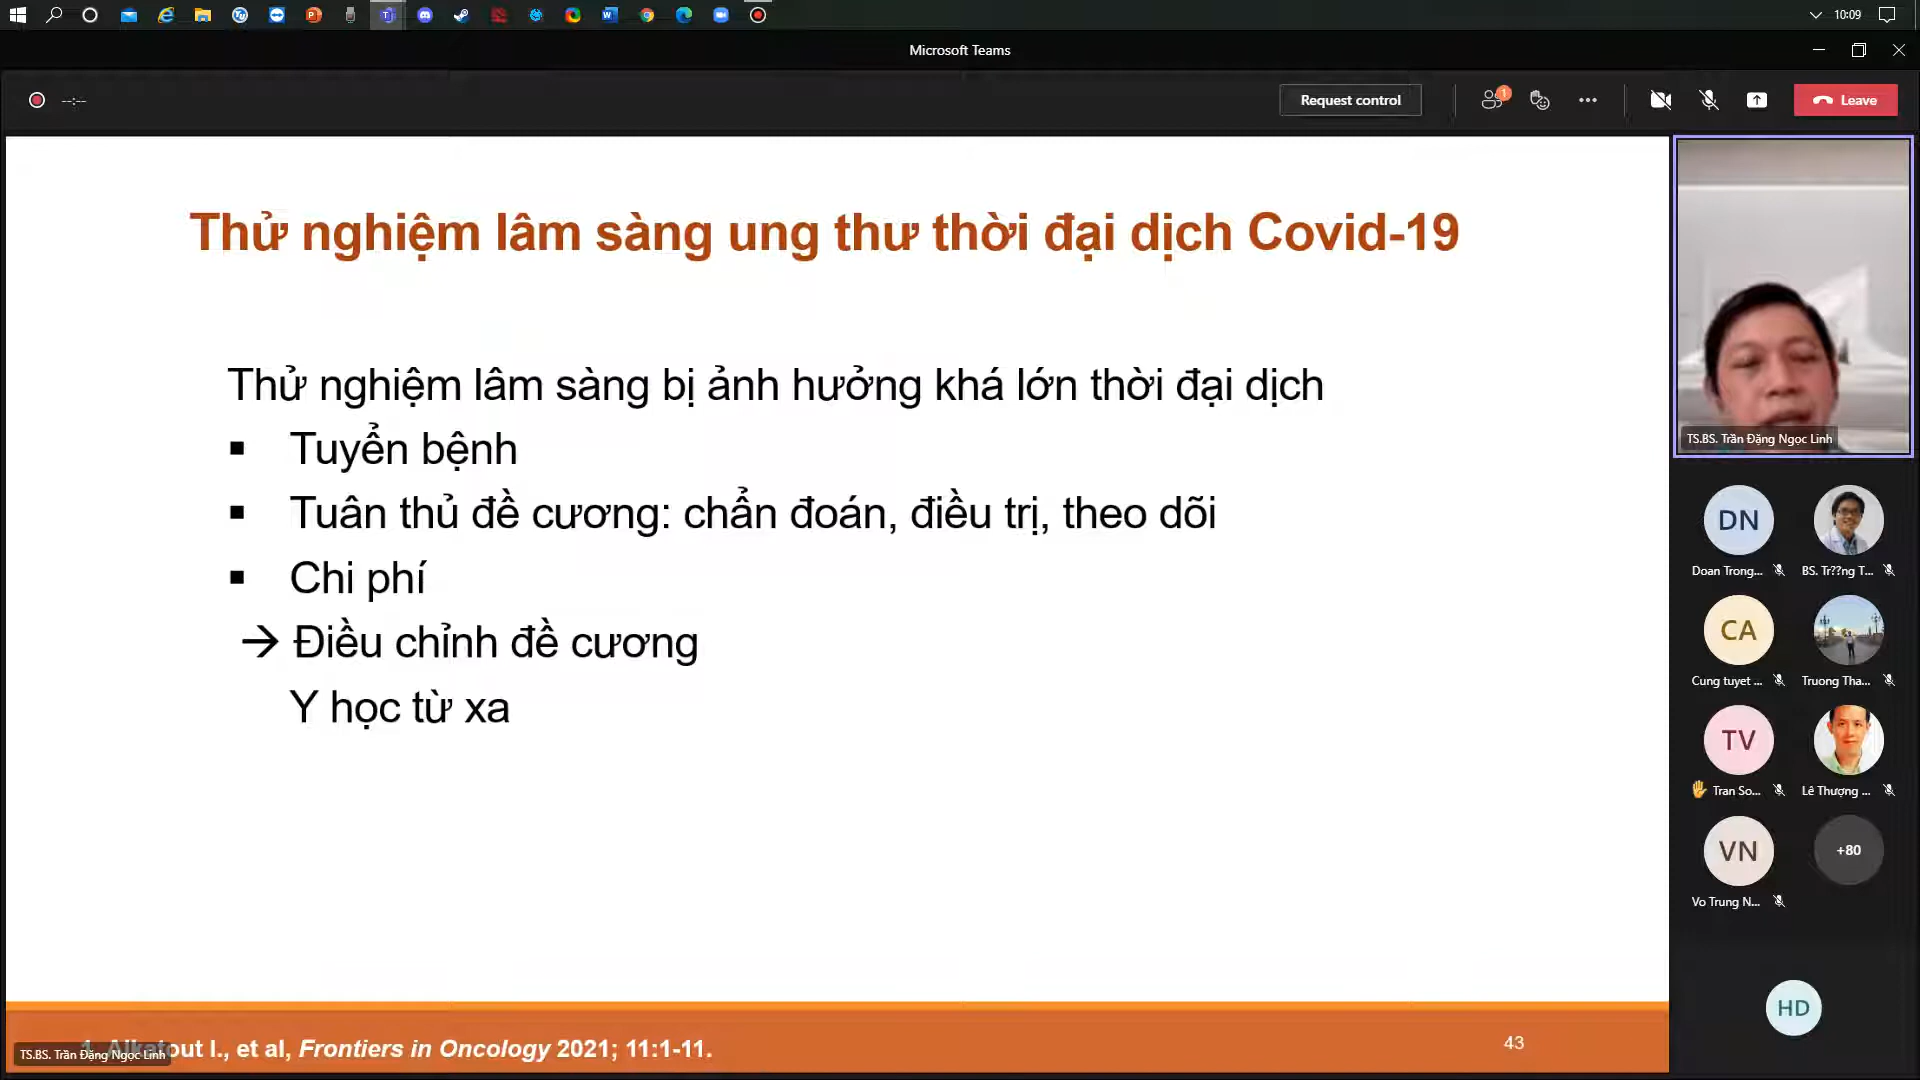 10:09
Microsoft Teams
--:--
Request control
1
Leave
Thử nghiệm lâm sàng ung thư thời đại dịch Covid-19
Thử nghiệm lâm sàng bị ảnh hưởng khá lớn thời đại dịch
▪ Tuyển bệnh
▪ Tuân thủ đề cương: chẩn đoán, điều trị, theo dõi
▪ Chi phí
→ Điều chỉnh đề cương
Y học từ xa
out I., et al, Frontiers in Oncology 2021; 11:1-11.
43
TS.BS. Trần Đặng Ngọc Linh
TS.BS. Trần Đặng Ngọc Linh
DN
Doan Trong...
BS. Tr??ng T...
CA
Cung tuyet ...
Truong Tha...
TV
Tran So...
Lê Thượng ...
VN
Vo Trung N...
+80
HD